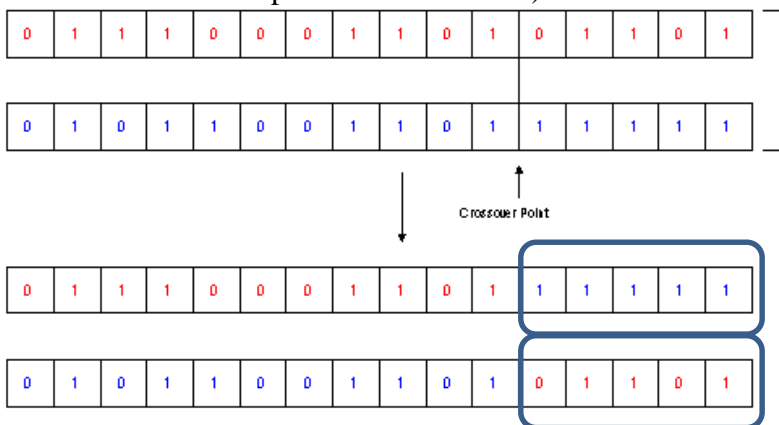 0 1 1 1 0 0 0 1 1 0 1 0 1 1 0 1
0 1 0 1 1 0 0 1 1 0 1 1 1 1 1 1
Crossover Point
0 1 1 1 0 0 0 1 1 0 1 1 1 1 1 1
0 1 0 1 1 0 0 1 1 0 1 0 1 1 0 1